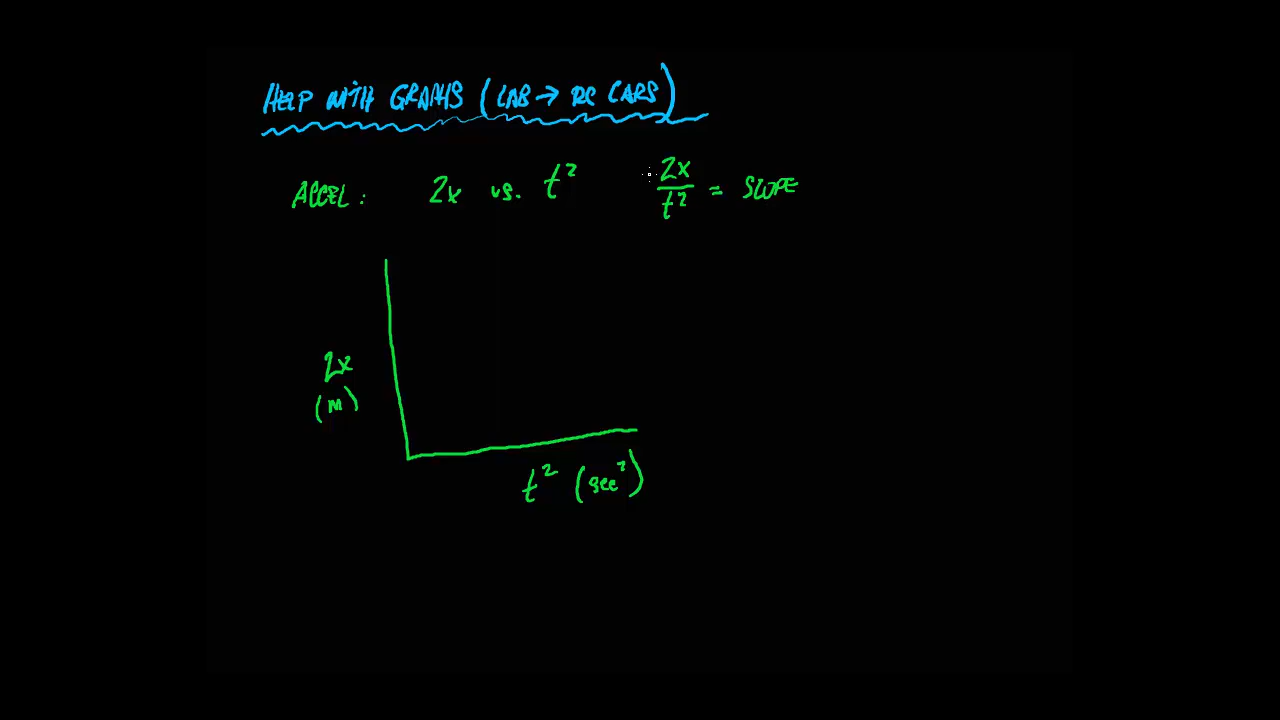 HELP WITH GRAPHS (LAB → RC CARS)
ACCEL: 2x vs. t² 2x/t² = SLOPE
2x
(m)
t² (sec²)